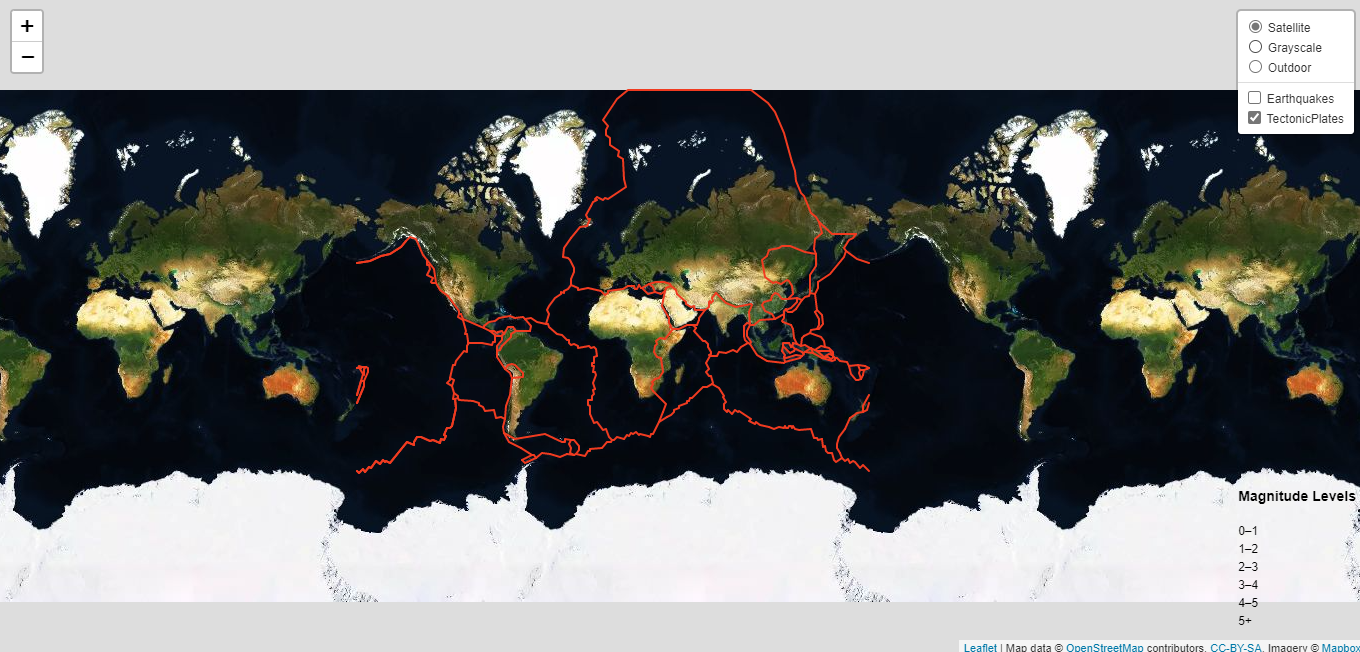 +
−
Satellite
Grayscale
Outdoor
Earthquakes
TectonicPlates
Magnitude Levels
0–1
1–2
2–3
3–4
4–5
5+
Leaflet | Map data © OpenStreetMap contributors, CC-BY-SA, Imagery © Mapbox